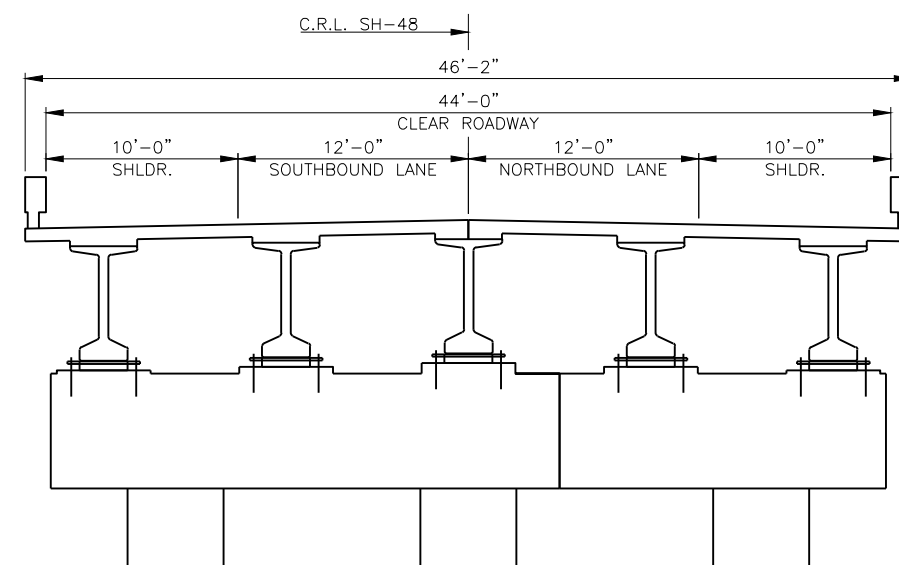 C.R.L. SH-48
46'-2"
44'-0"
CLEAR ROADWAY
10'-0" 12'-0" 12'-0" 10'-0"
SHLDR. SOUTHBOUND LANE NORTHBOUND LANE SHLDR.